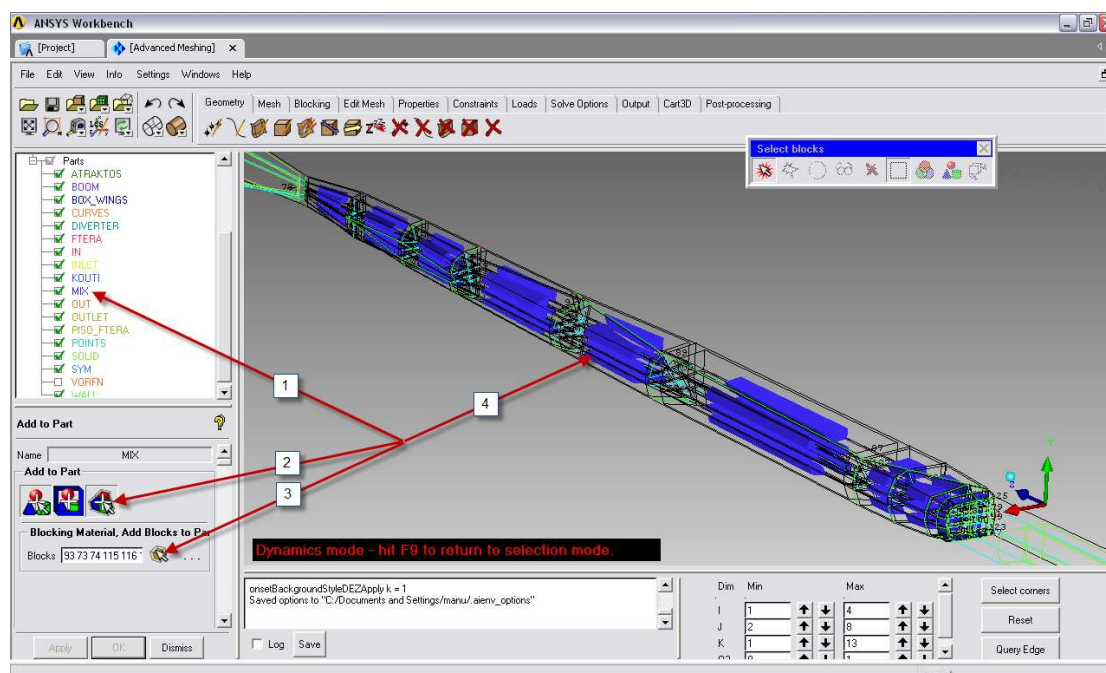 ANSYS Workbench
[Project] [Advanced Meshing] X
File Edit View Info Settings Windows Help
Geometry Mesh Blocking Edit Mesh Properties Constraints Loads Solve Options Output Cart3D Post-processing
Select blocks
Parts
ATRAKTOS
BOOM
BOX_WINGS
CURVES
DIVERTER
FTERA
IN
INLET
KOUTI
MIX
OUT
OUTLET
PISO_FTERA
POINTS
SOLID
SYM
VORFN
WALL
1
4
2
3
Add to Part
Name MIX
Add to Part
Blocking Material, Add Blocks to Par
Blocks 93 73 74 115 116 . . .
Dynamics mode - hit F9 to return to selection mode.
onsetBackgroundStyleDEZApply k = 1
Saved options to "C:/Documents and Settings/manu/.aienv_options"
Log Save
Dim Min Max
I 1 4
J 2 8
K 1 13
Select corners
Reset
Query Edge
Apply OK Dismiss